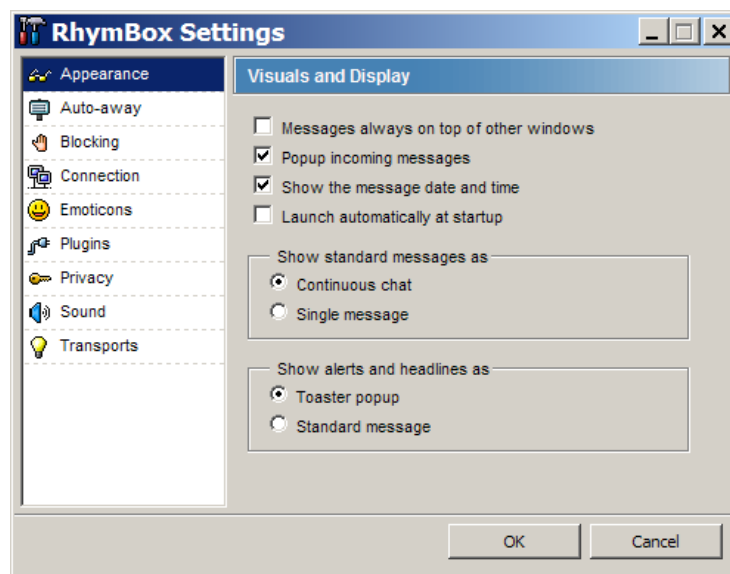 RhymBox Settings
Appearance
Auto-away
Blocking
Connection
Emoticons
Plugins
Privacy
Sound
Transports
Visuals and Display
Messages always on top of other windows
Popup incoming messages
Show the message date and time
Launch automatically at startup
Show standard messages as
Continuous chat
Single message
Show alerts and headlines as
Toaster popup
Standard message
OK
Cancel